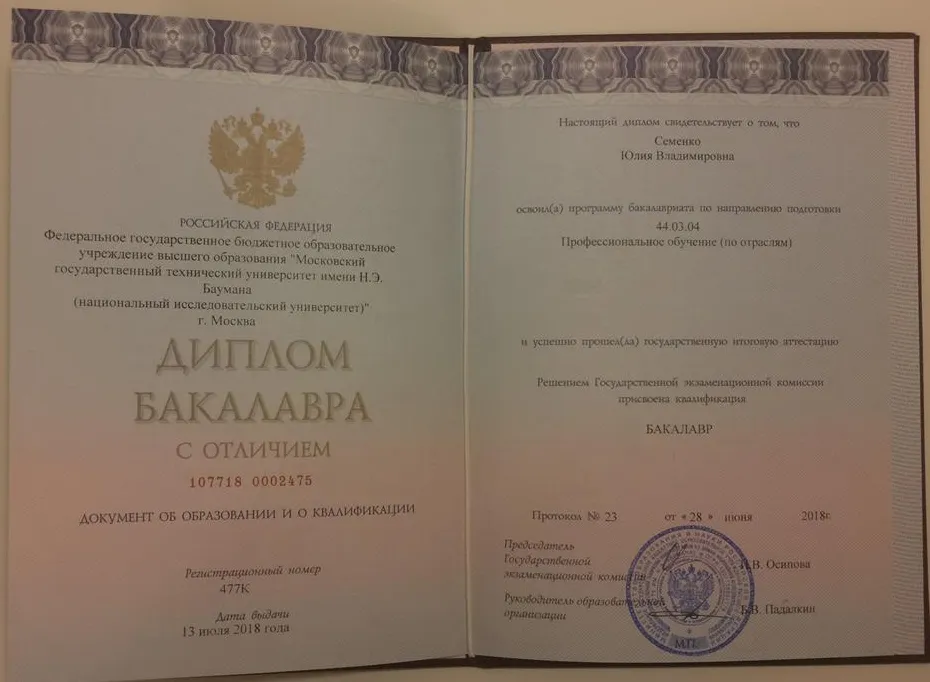 РОССИЙСКАЯ ФЕДЕРАЦИЯ
Федеральное государственное бюджетное образовательное
учреждение высшего образования "Московский
государственный технический университет имени Н.Э.
Баумана
(национальный исследовательский университет)"
г. Москва
ДИПЛОМ
БАКАЛАВРА
С ОТЛИЧИЕМ
107718 0002475
ДОКУМЕНТ ОБ ОБРАЗОВАНИИ И О КВАЛИФИКАЦИИ
Регистрационный номер
477К
Дата выдачи
13 июля 2018 года
Настоящий диплом свидетельствует о том, что
Семенко
Юлия Владимировна
освоил(а) программу бакалавриата по направлению подготовки
44.03.04
Профессиональное обучение (по отраслям)
и успешно прошел(ла) государственную итоговую аттестацию
Решением Государственной экзаменационной комиссии
присвоена квалификация
БАКАЛАВР
Протокол № 23 от « 28 » июня 2018г.
Председатель
Государственной
экзаменационной комиссии В. Осипова
Руководитель образовательной Падалкин
организации
М.П.